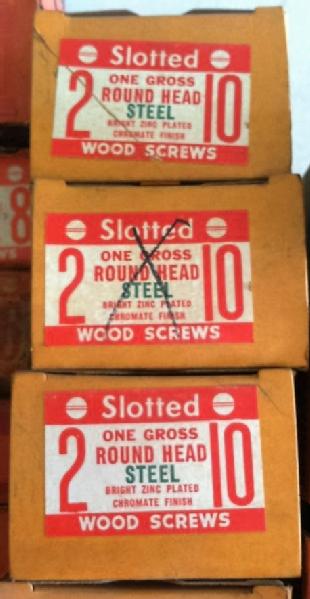 Slotted
2 ONE GROSS 10
ROUND HEAD
STEEL
BRIGHT ZINC PLATED
CHROMATE FINISH
WOOD SCREWS
8
Slotted
2 ONE GROSS 10
ROUND HEAD
STEEL
BRIGHT ZINC PLATED
CHROMATE FINISH
WOOD SCREWS
Slotted
2 ONE GROSS 10
ROUND HEAD
STEEL
BRIGHT ZINC PLATED
CHROMATE FINISH
WOOD SCREWS